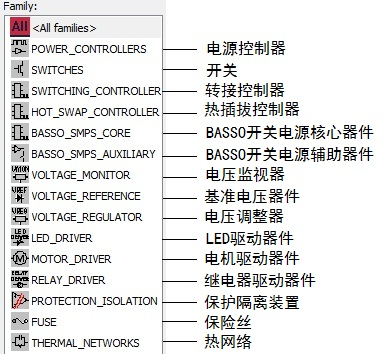 Family:
All <All families>
POWER_CONTROLLERS 电源控制器
SWITCHES 开关
SWITCHING_CONTROLLER 转接控制器
HOT_SWAP_CONTROLLER 热插拔控制器
BASSO_SMPS_CORE BASSO开关电源核心器件
BASSO_SMPS_AUXILIARY BASSO开关电源辅助器件
VOLTAGE_MONITOR 电压监视器
VREF VOLTAGE_REFERENCE 基准电压器件
VREG VOLTAGE_REGULATOR 电压调整器
LED_DRIVER LED驱动器件
M MOTOR_DRIVER 电机驱动器件
RELAY_DRIVER 继电器驱动器件
PROTECTION_ISOLATION 保护隔离装置
FUSE 保险丝
THERMAL_NETWORKS 热网络